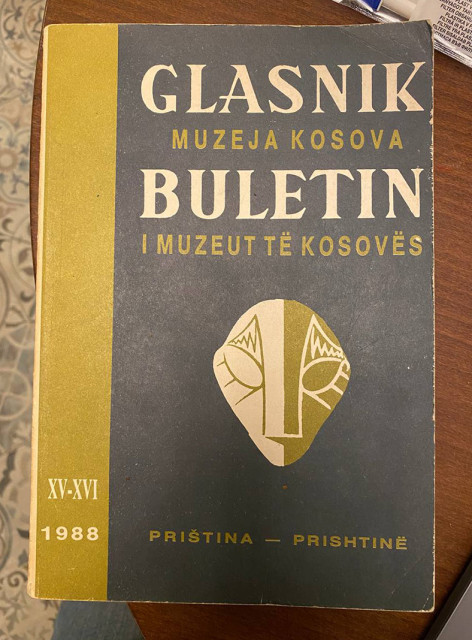 GLASNIK
MUZEJA KOSOVA
BULETIN
I MUZEUT TË KOSOVËS
XV-XVI
1988
PRIŠTINA — PRISHTINË